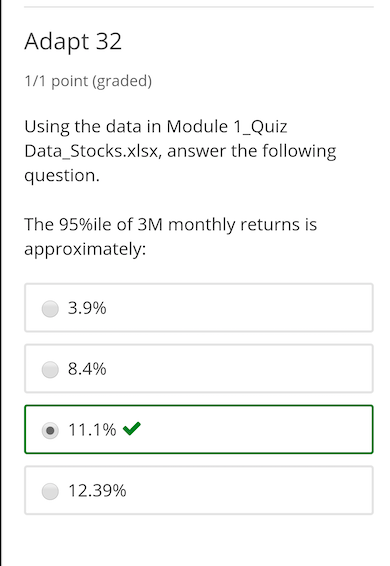 Adapt 32
1/1 point (graded)
Using the data in Module 1_Quiz
Data_Stocks.xlsx, answer the following
question.
The 95%ile of 3M monthly returns is
approximately:
3.9%
8.4%
11.1%
12.39%